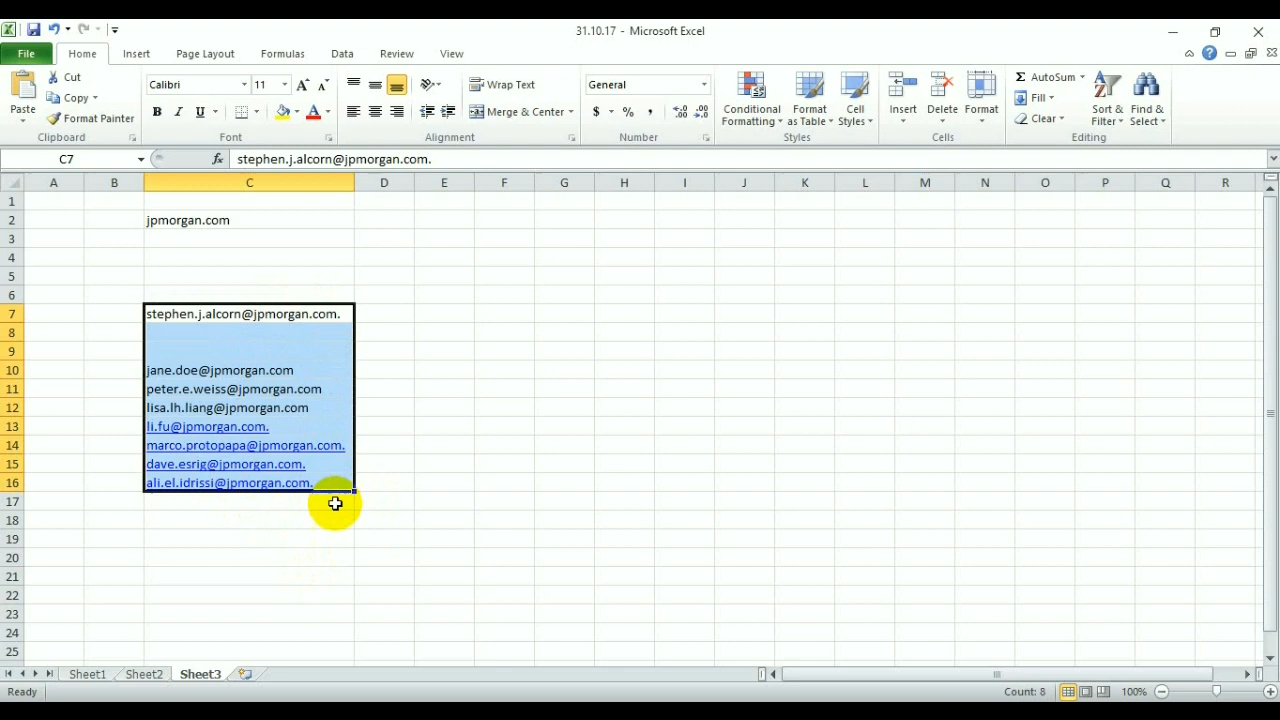 31.10.17 - Microsoft Excel
File Home Insert Page Layout Formulas Data Review View
Paste
Cut
Copy
Format Painter
Clipboard
Calibri 11
B I U
Font
Wrap Text
Merge & Center
Alignment
General
$ % ,
Number
Conditional
Formatting
Format
as Table
Cell
Styles
Styles
Insert
Delete
Format
Cells
Σ AutoSum
Fill
Clear
Sort &
Filter
Find &
Select
Editing
C7 fx stephen.j.alcorn@jpmorgan.com.
A B C D E F G H I J K L M N O P Q R
1
2 jpmorgan.com
3
4
5
6
7 stephen.j.alcorn@jpmorgan.com.
8
9
10 jane.doe@jpmorgan.com
11 peter.e.weiss@jpmorgan.com
12 lisa.lh.liang@jpmorgan.com
13 li.fu@jpmorgan.com.
14 marco.protopapa@jpmorgan.com.
15 dave.esrig@jpmorgan.com.
16 ali.el.idrissi@jpmorgan.com.
17
18
19
20
21
22
23
24
25
Sheet1 Sheet2 Sheet3
Ready Count: 8 100%